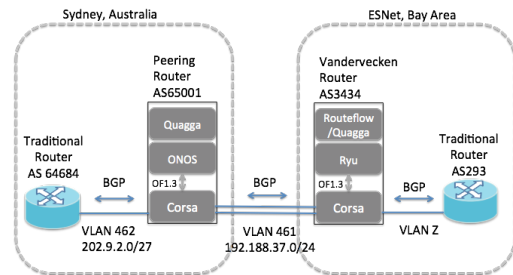 Sydney, Australia
ESNet, Bay Area
Peering
Router
AS65001
Vandervecken
Router
AS3434
Traditional
Router
AS 64684
Quagga
ONOS
OF1.3
Corsa
Routeflow
/Quagga
Ryu
OF1.3
Corsa
Traditional
Router
AS293
BGP
BGP
BGP
VLAN 462
202.9.2.0/27
VLAN 461
192.188.37.0/24
VLAN Z